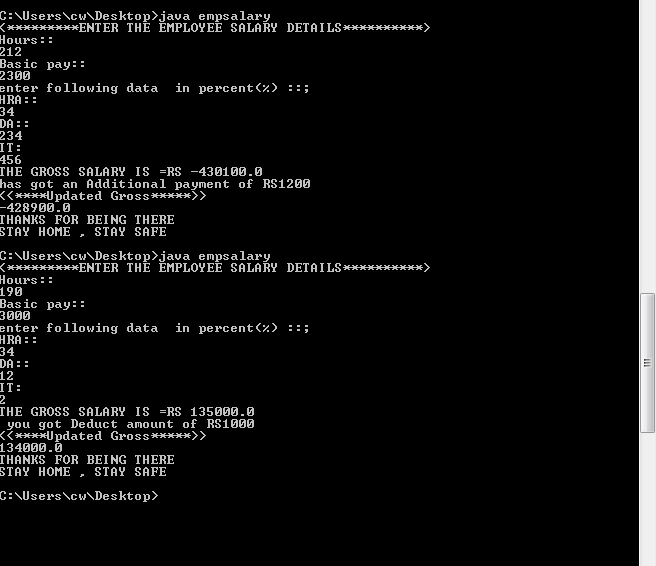 C:\Users\cw\Desktop>java empsalary
<*********ENTER THE EMPLOYEE SALARY DETAILS**********>
Hours::
212
Basic pay::
2300
enter following data  in percent(%) ::;
HRA::
34
DA::
234
IT:
456
THE GROSS SALARY IS =RS -430100.0
has got an Additional payment of RS1200
<<****Updated Gross*****>>
-428900.0
THANKS FOR BEING THERE
STAY HOME , STAY SAFE
C:\Users\cw\Desktop>java empsalary
<*********ENTER THE EMPLOYEE SALARY DETAILS**********>
Hours::
190
Basic pay::
3000
enter following data  in percent(%) ::;
HRA::
34
DA::
12
IT:
2
THE GROSS SALARY IS =RS 135000.0
 you got Deduct amount of RS1000
<<****Updated Gross*****>>
134000.0
THANKS FOR BEING THERE
STAY HOME , STAY SAFE
C:\Users\cw\Desktop>